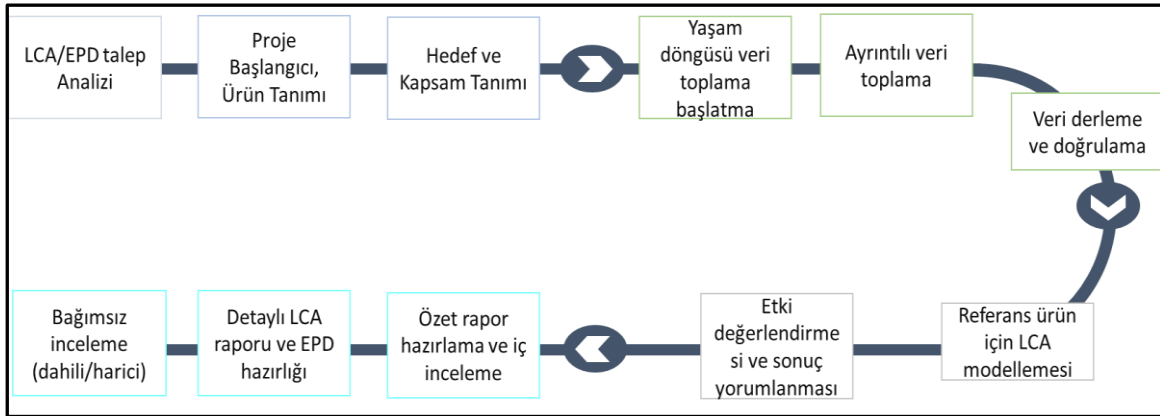 LCA/EPD talep
Analizi
Proje
Başlangıcı,
Ürün Tanımı
Hedef ve
Kapsam Tanımı
Yaşam
döngüsü veri
toplama
başlatma
Ayrıntılı veri
toplama
Veri derleme
ve doğrulama
Referans ürün
için LCA
modellemesi
Etki
değerlendirme
si ve sonuç
yorumlanması
Özet rapor
hazırlama ve iç
inceleme
Detaylı LCA
raporu ve EPD
hazırlığı
Bağımsız
inceleme
(dahili/harici)